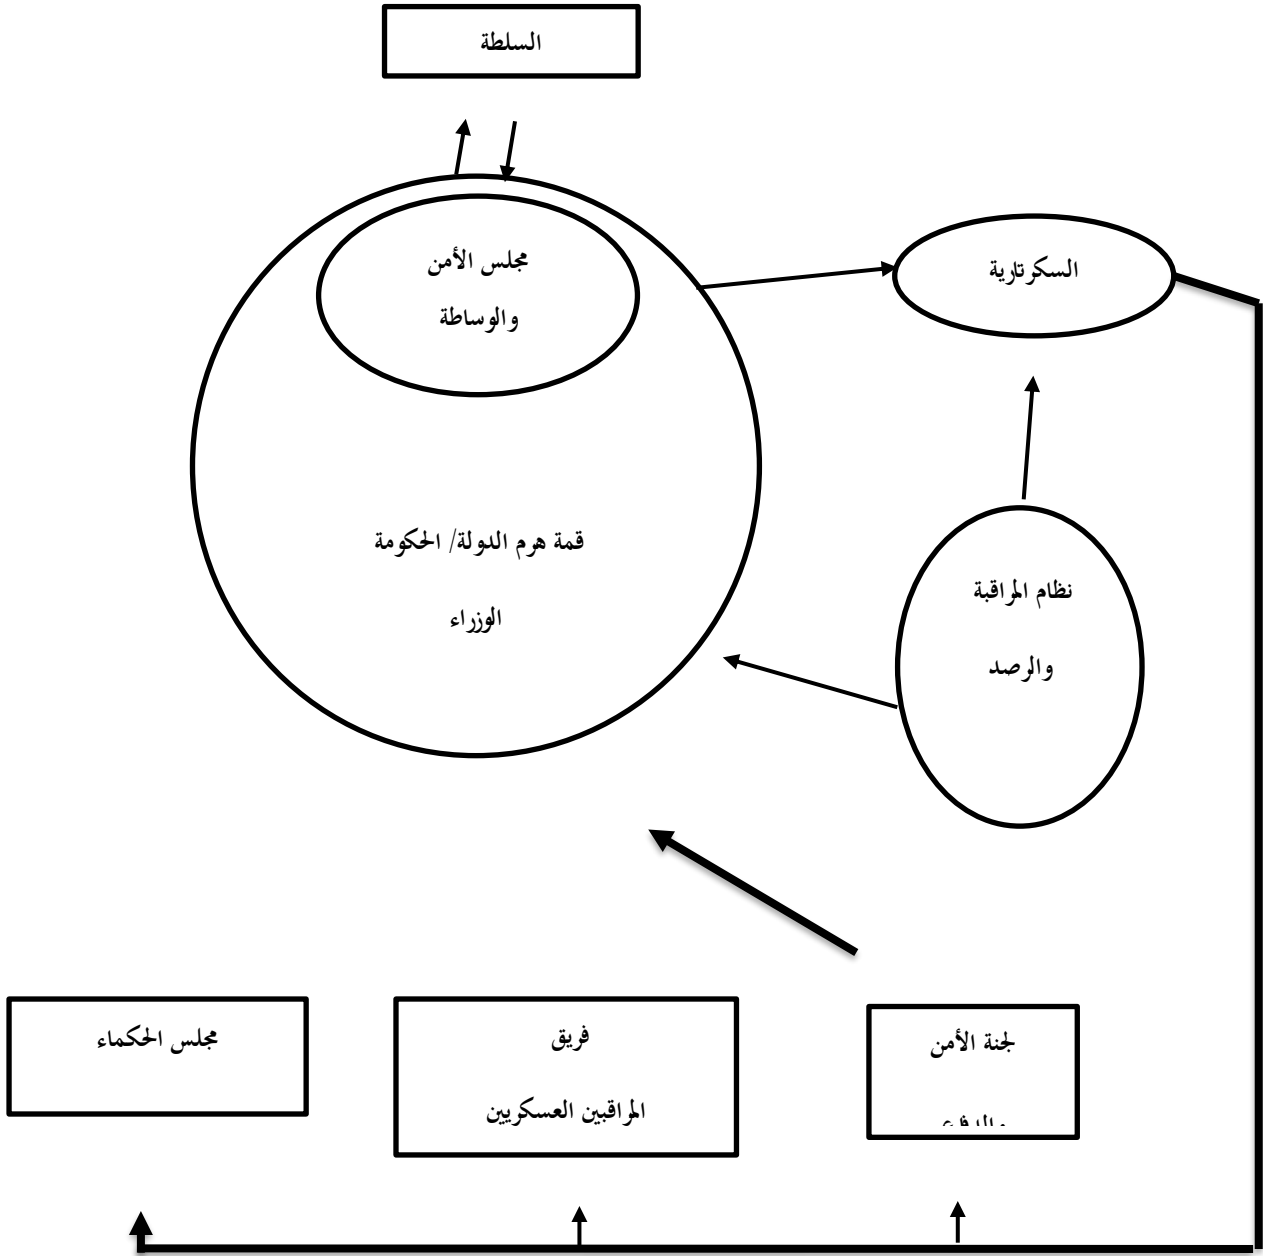 السلطة
مجلس الأمن
والوساطة
السكرتارية
قمة هرم الدولة/ الحكومة
الوزراء
نظام المراقبة
والرصد
مجلس الحكماء
فريق
المراقبين العسكريين
لجنة الأمن